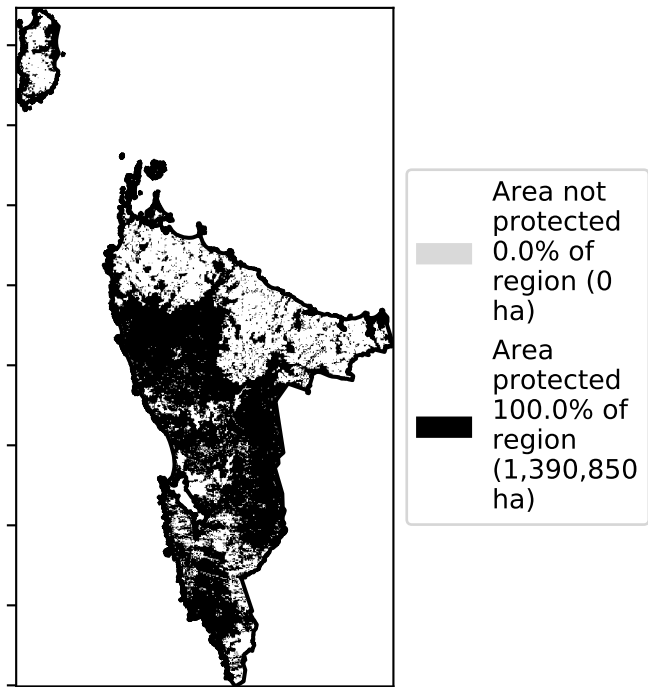 Area not
protected
0.0% of
region (0
ha)
Area
protected
100.0% of
region
(1,390,850
ha)